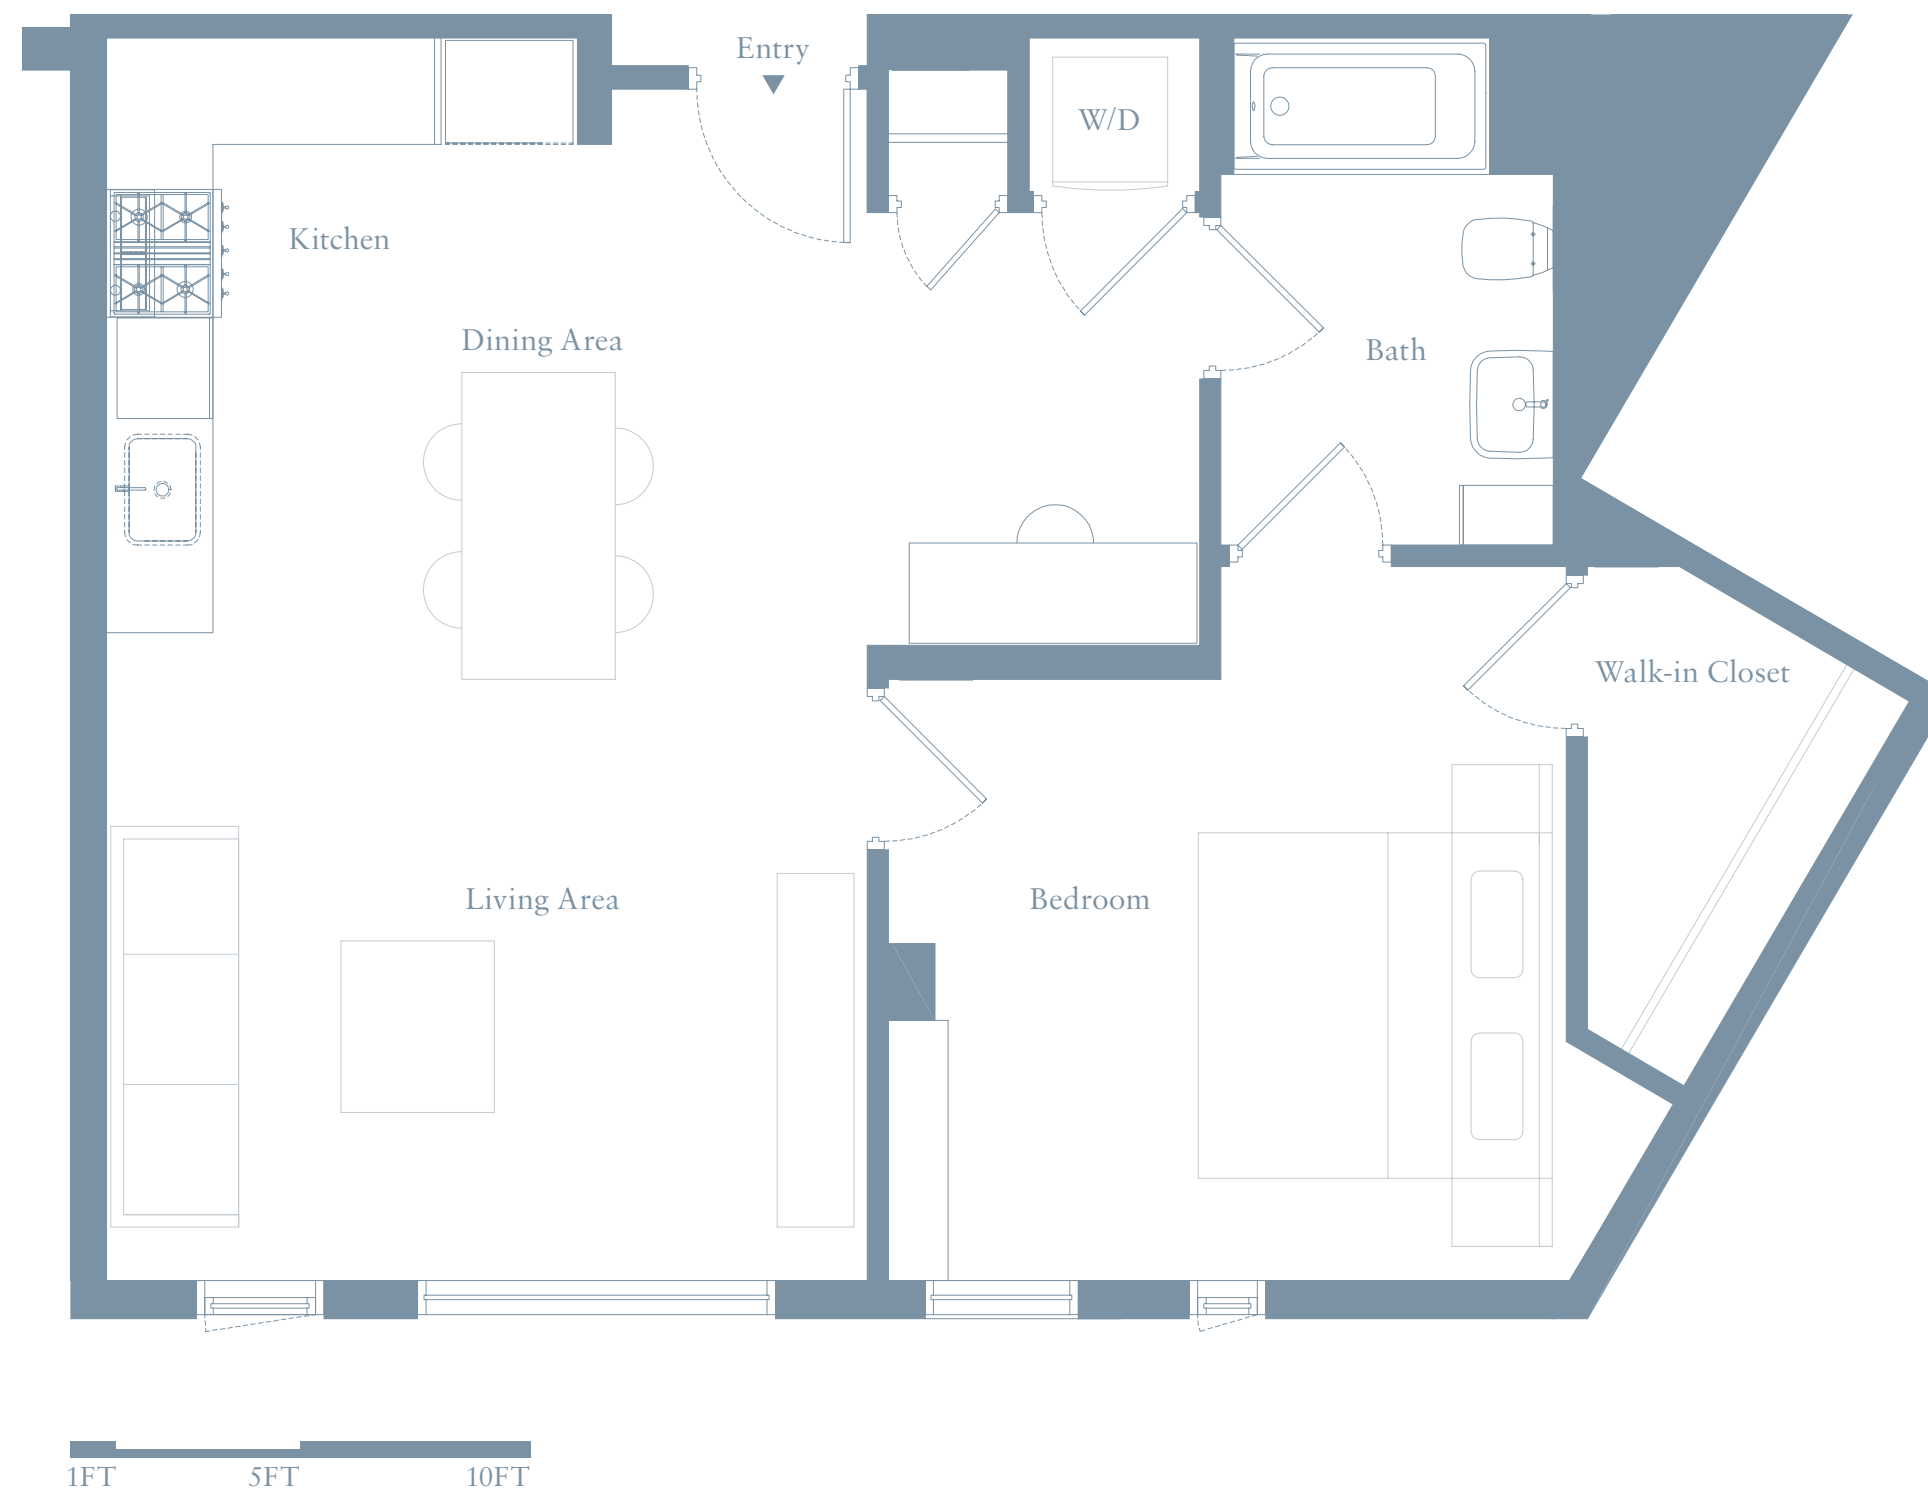 Entry
W/D
Kitchen
Dining Area
Bath
Walk-in Closet
Living Area
Bedroom
1FT 5FT 10FT